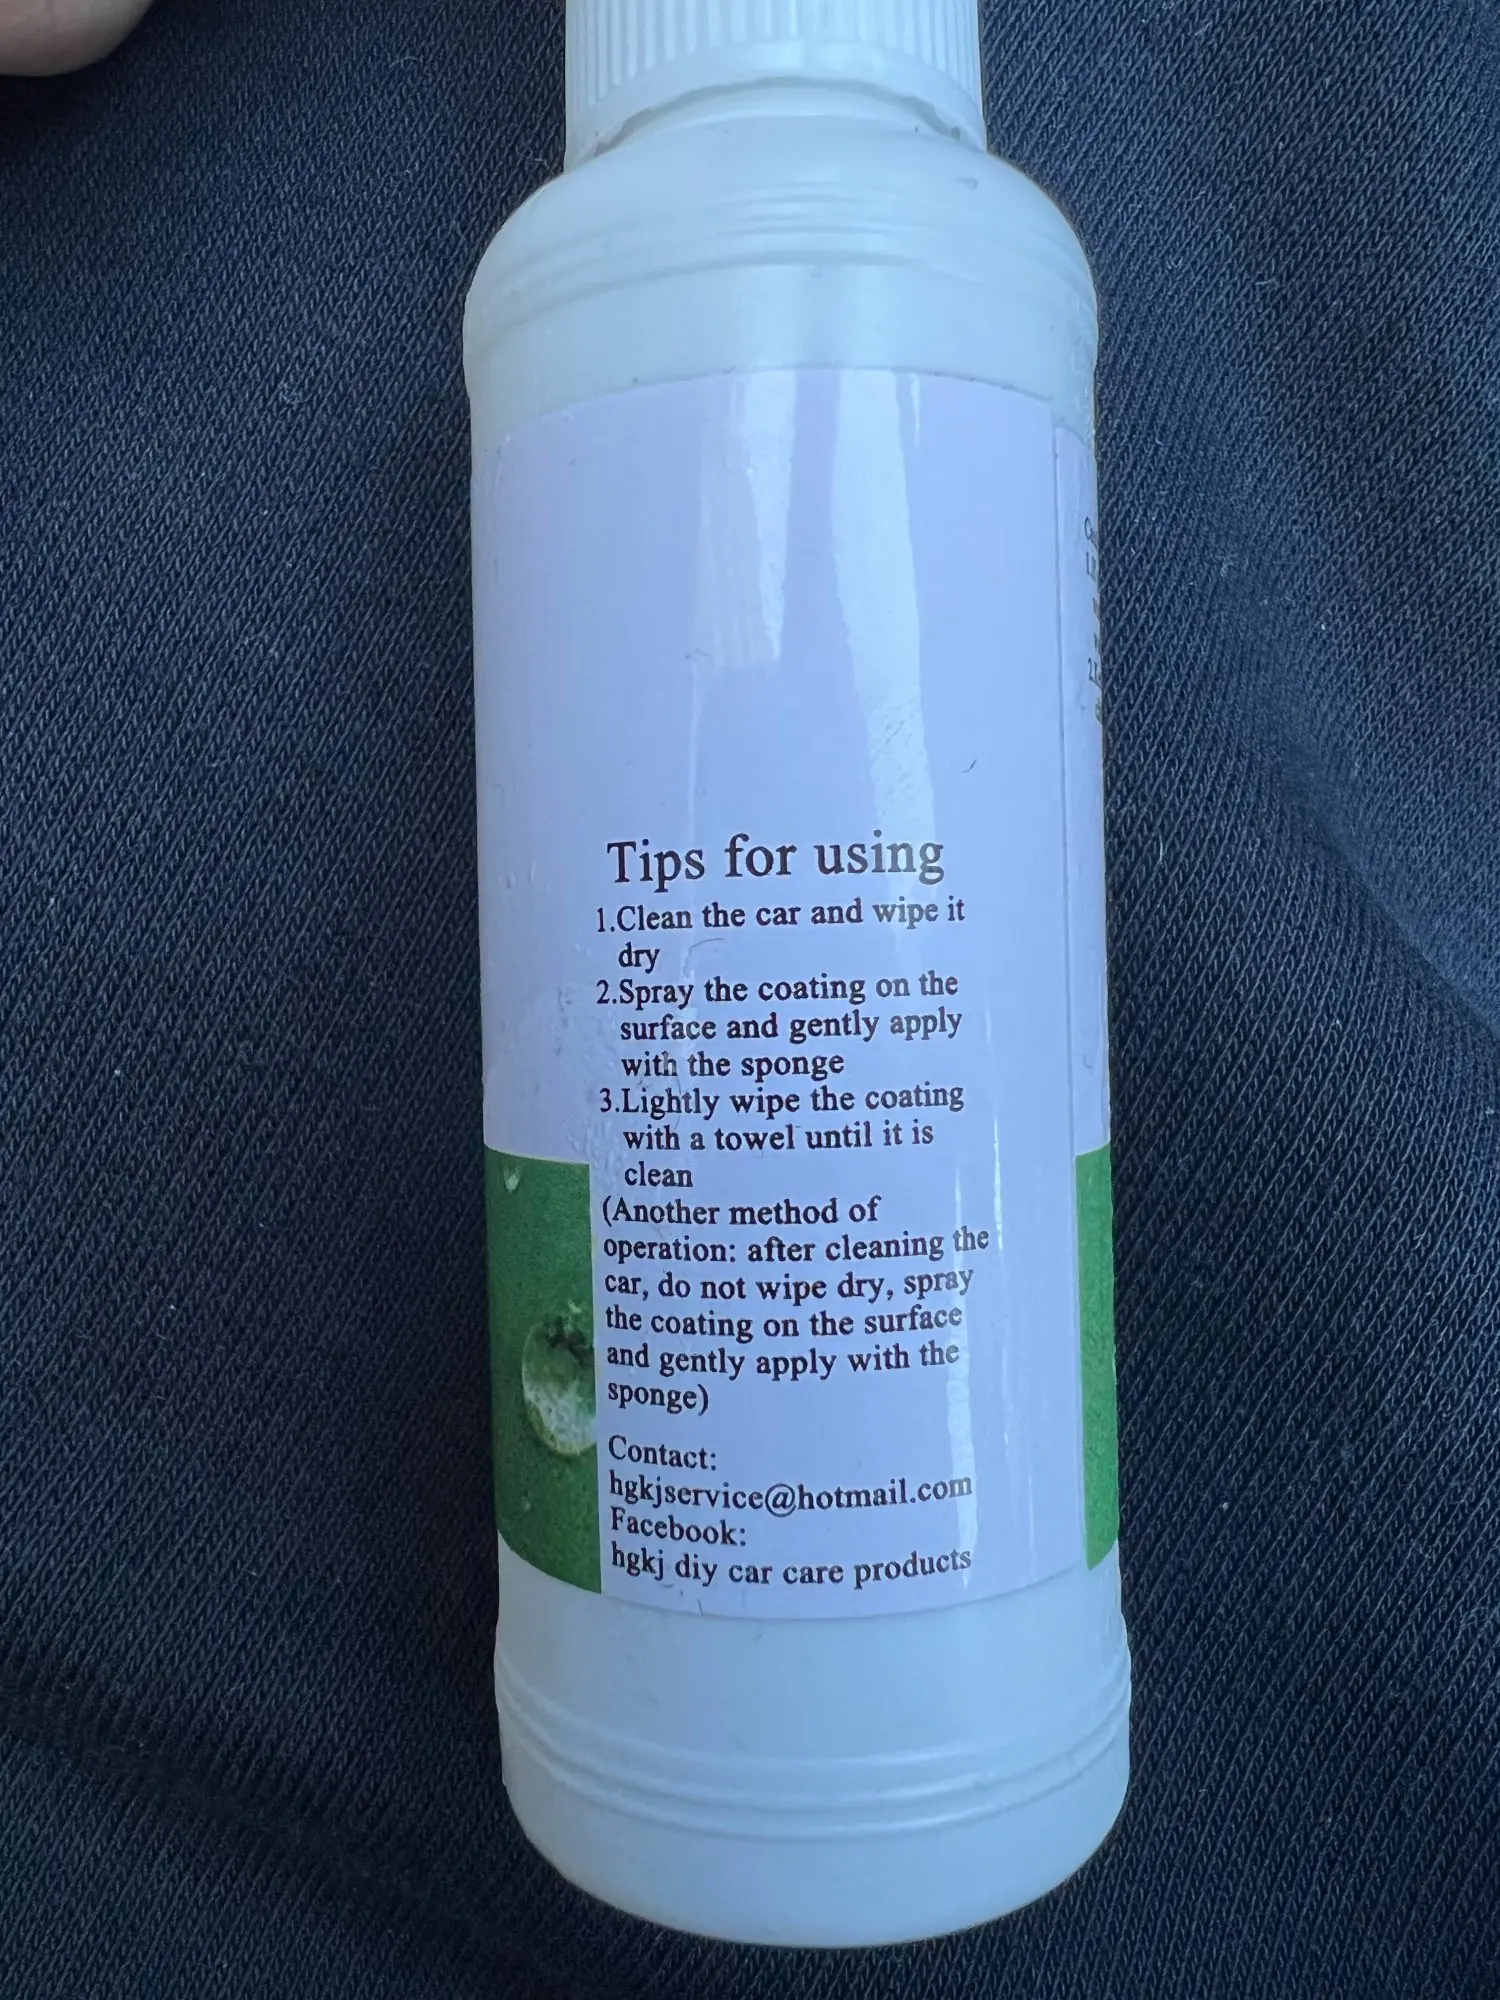 Tips for using
1.Clean the car and wipe it
dry
2.Spray the coating on the
surface and gently apply
with the sponge
3.Lightly wipe the coating
with a towel until it is
clean
(Another method of
operation: after cleaning the
car, do not wipe dry, spray
the coating on the surface
and gently apply with the
sponge)
Contact:
hgkjservice@hotmail.com
Facebook:
hgkj diy car care products